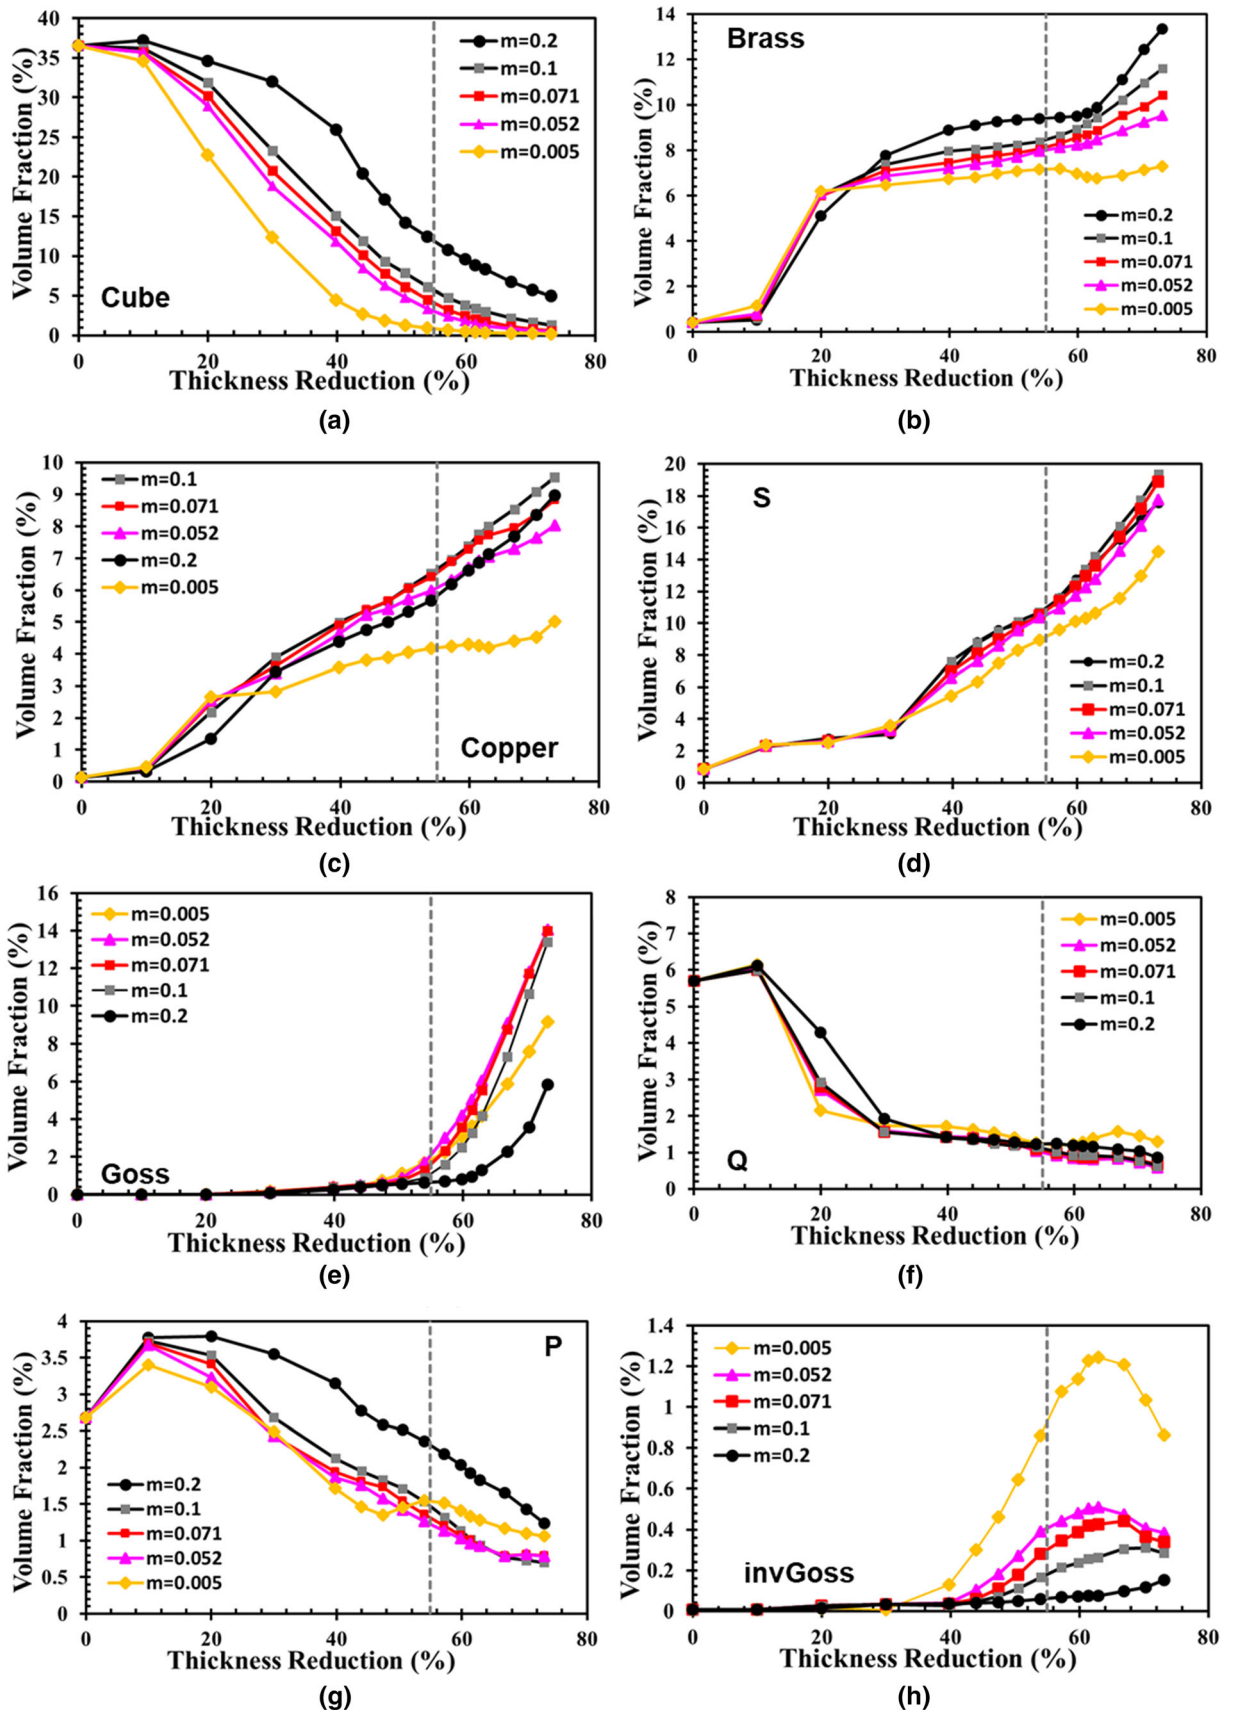 40
35
30
25
20
15
10
5
0
Volume Fraction (%)
m=0.2
m=0.1
m=0.071
m=0.052
m=0.005
Cube
0 20 40 60 80
Thickness Reduction (%)
(a)
14
12
10
8
6
4
2
0
Volume Fraction (%)
Brass
m=0.2
m=0.1
m=0.071
m=0.052
m=0.005
0 20 40 60 80
Thickness Reduction (%)
(b)
10
9
8
7
6
5
4
3
2
1
0
Volume Fraction (%)
m=0.1
m=0.071
m=0.052
m=0.2
m=0.005
Copper
0 20 40 60 80
Thickness Reduction (%)
(c)
20
18
16
14
12
10
8
6
4
2
0
Volume Fraction (%)
S
m=0.2
m=0.1
m=0.071
m=0.052
m=0.005
0 20 40 60 80
Thickness Reduction (%)
(d)
16
14
12
10
8
6
4
2
0
Volume Fraction (%)
m=0.005
m=0.052
m=0.071
m=0.1
m=0.2
Goss
0 20 40 60 80
Thickness Reduction (%)
(e)
8
7
6
5
4
3
2
1
0
Volume Fraction (%)
m=0.005
m=0.052
m=0.071
m=0.1
m=0.2
Q
0 20 40 60 80
Thickness Reduction (%)
(f)
4
3.5
3
2.5
2
1.5
1
0.5
0
Volume Fraction (%)
P
m=0.2
m=0.1
m=0.071
m=0.052
m=0.005
0 20 40 60 80
Thickness Reduction (%)
(g)
1.4
1.2
1
0.8
0.6
0.4
0.2
0
Volume Fraction (%)
m=0.005
m=0.052
m=0.071
m=0.1
m=0.2
invGoss
0 20 40 60 80
Thickness Reduction (%)
(h)